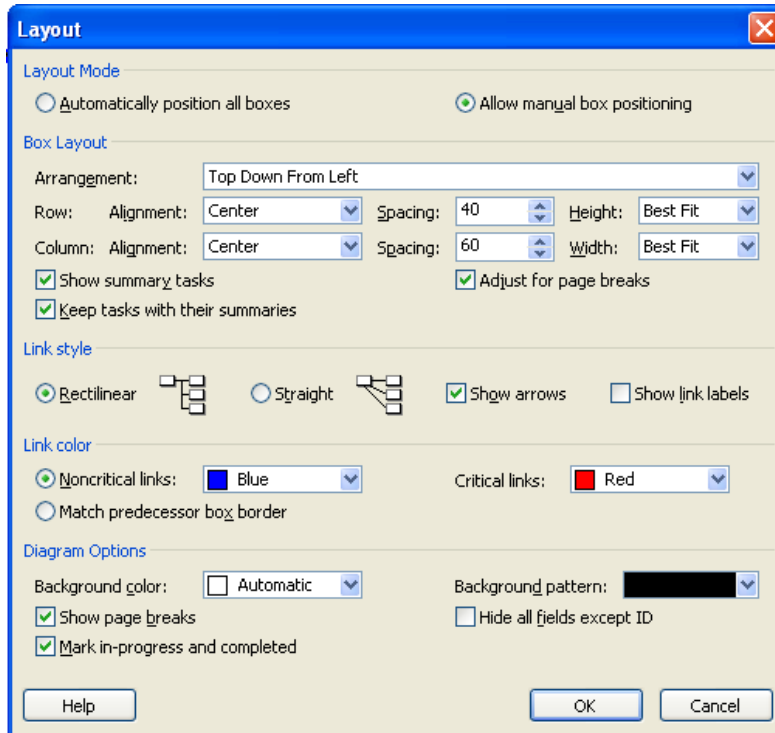 Layout
Layout Mode
Automatically position all boxes Allow manual box positioning
Box Layout
Arrangement: Top Down From Left
Row: Alignment: Center Spacing: 40 Height: Best Fit
Column: Alignment: Center Spacing: 60 Width: Best Fit
Show summary tasks Adjust for page breaks
Keep tasks with their summaries
Link style
Rectilinear Straight Show arrows Show link labels
Link color
Noncritical links: Blue Critical links: Red
Match predecessor box border
Diagram Options
Background color: Automatic Background pattern:
Show page breaks Hide all fields except ID
Mark in-progress and completed
Help OK Cancel